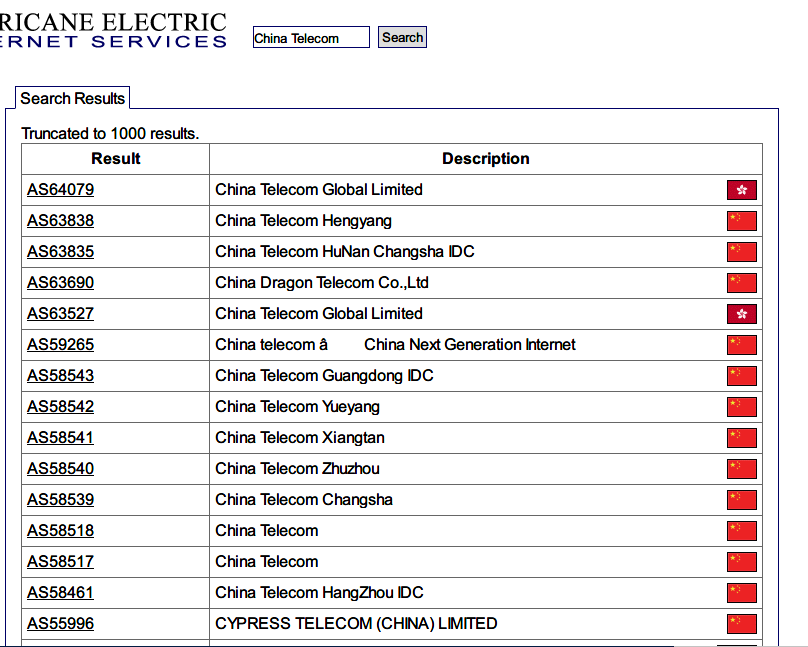 RICANE ELECTRIC
ERNET SERVICES
China Telecom Search
Search Results
Truncated to 1000 results.
Result Description
AS64079 China Telecom Global Limited
AS63838 China Telecom Hengyang
AS63835 China Telecom HuNan Changsha IDC
AS63690 China Dragon Telecom Co.,Ltd
AS63527 China Telecom Global Limited
AS59265 China telecom â China Next Generation Internet
AS58543 China Telecom Guangdong IDC
AS58542 China Telecom Yueyang
AS58541 China Telecom Xiangtan
AS58540 China Telecom Zhuzhou
AS58539 China Telecom Changsha
AS58518 China Telecom
AS58517 China Telecom
AS58461 China Telecom HangZhou IDC
AS55996 CYPRESS TELECOM (CHINA) LIMITED